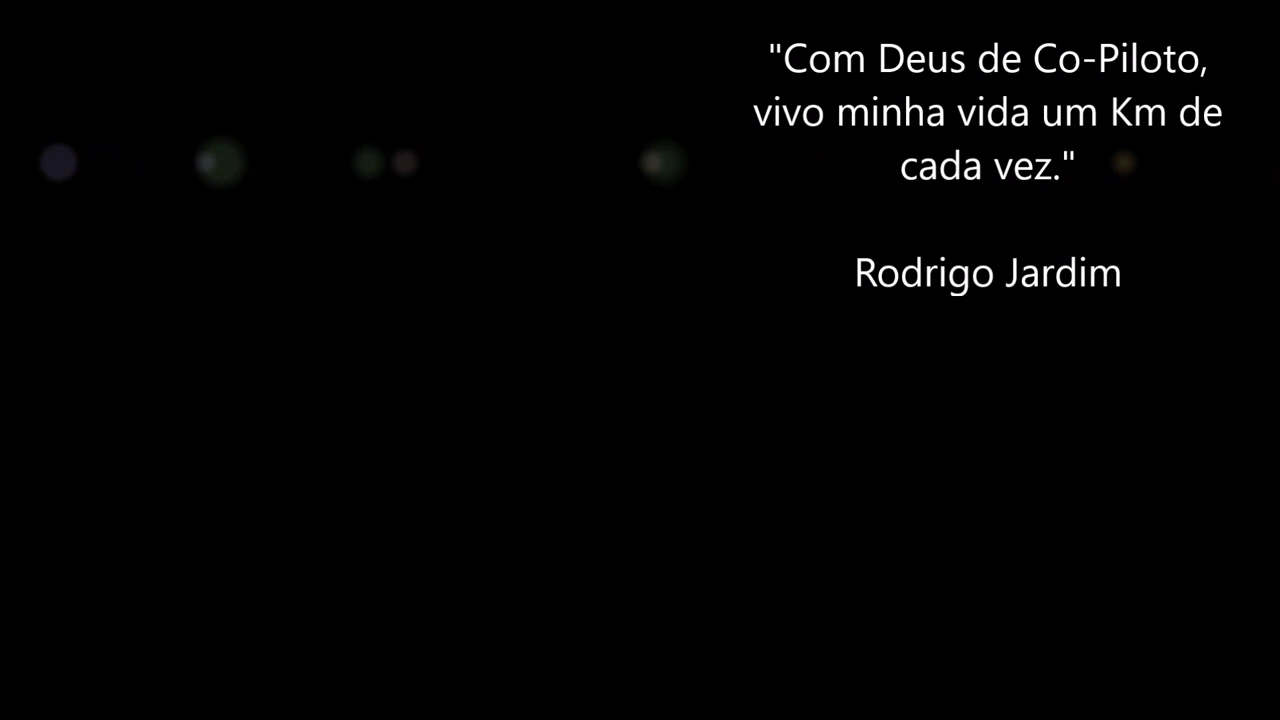 "Com Deus de Co-Piloto,
vivo minha vida um Km de
cada vez."
Rodrigo Jardim